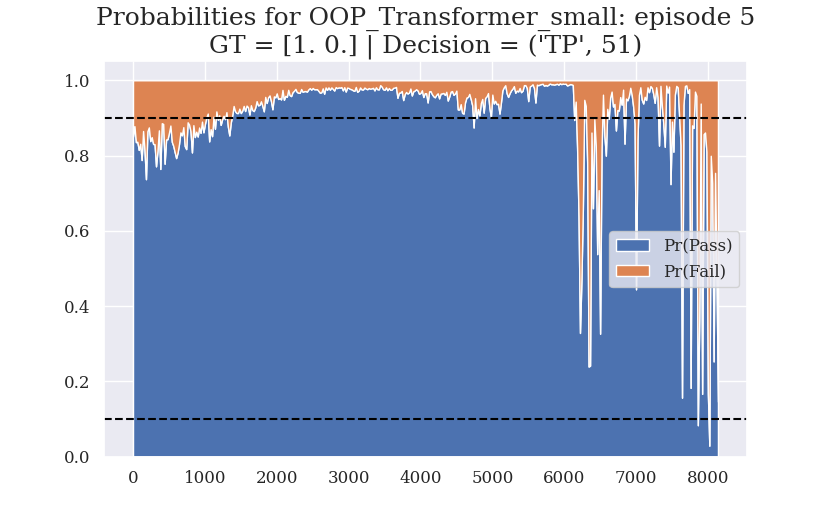 Probabilities for OOP_Transformer_small: episode 5
GT = [1. 0.] | Decision = ('TP', 51)
1.0
0.8
0.6
0.4
0.2
0.0
Pr(Pass)
Pr(Fail)
0 1000 2000 3000 4000 5000 6000 7000 8000